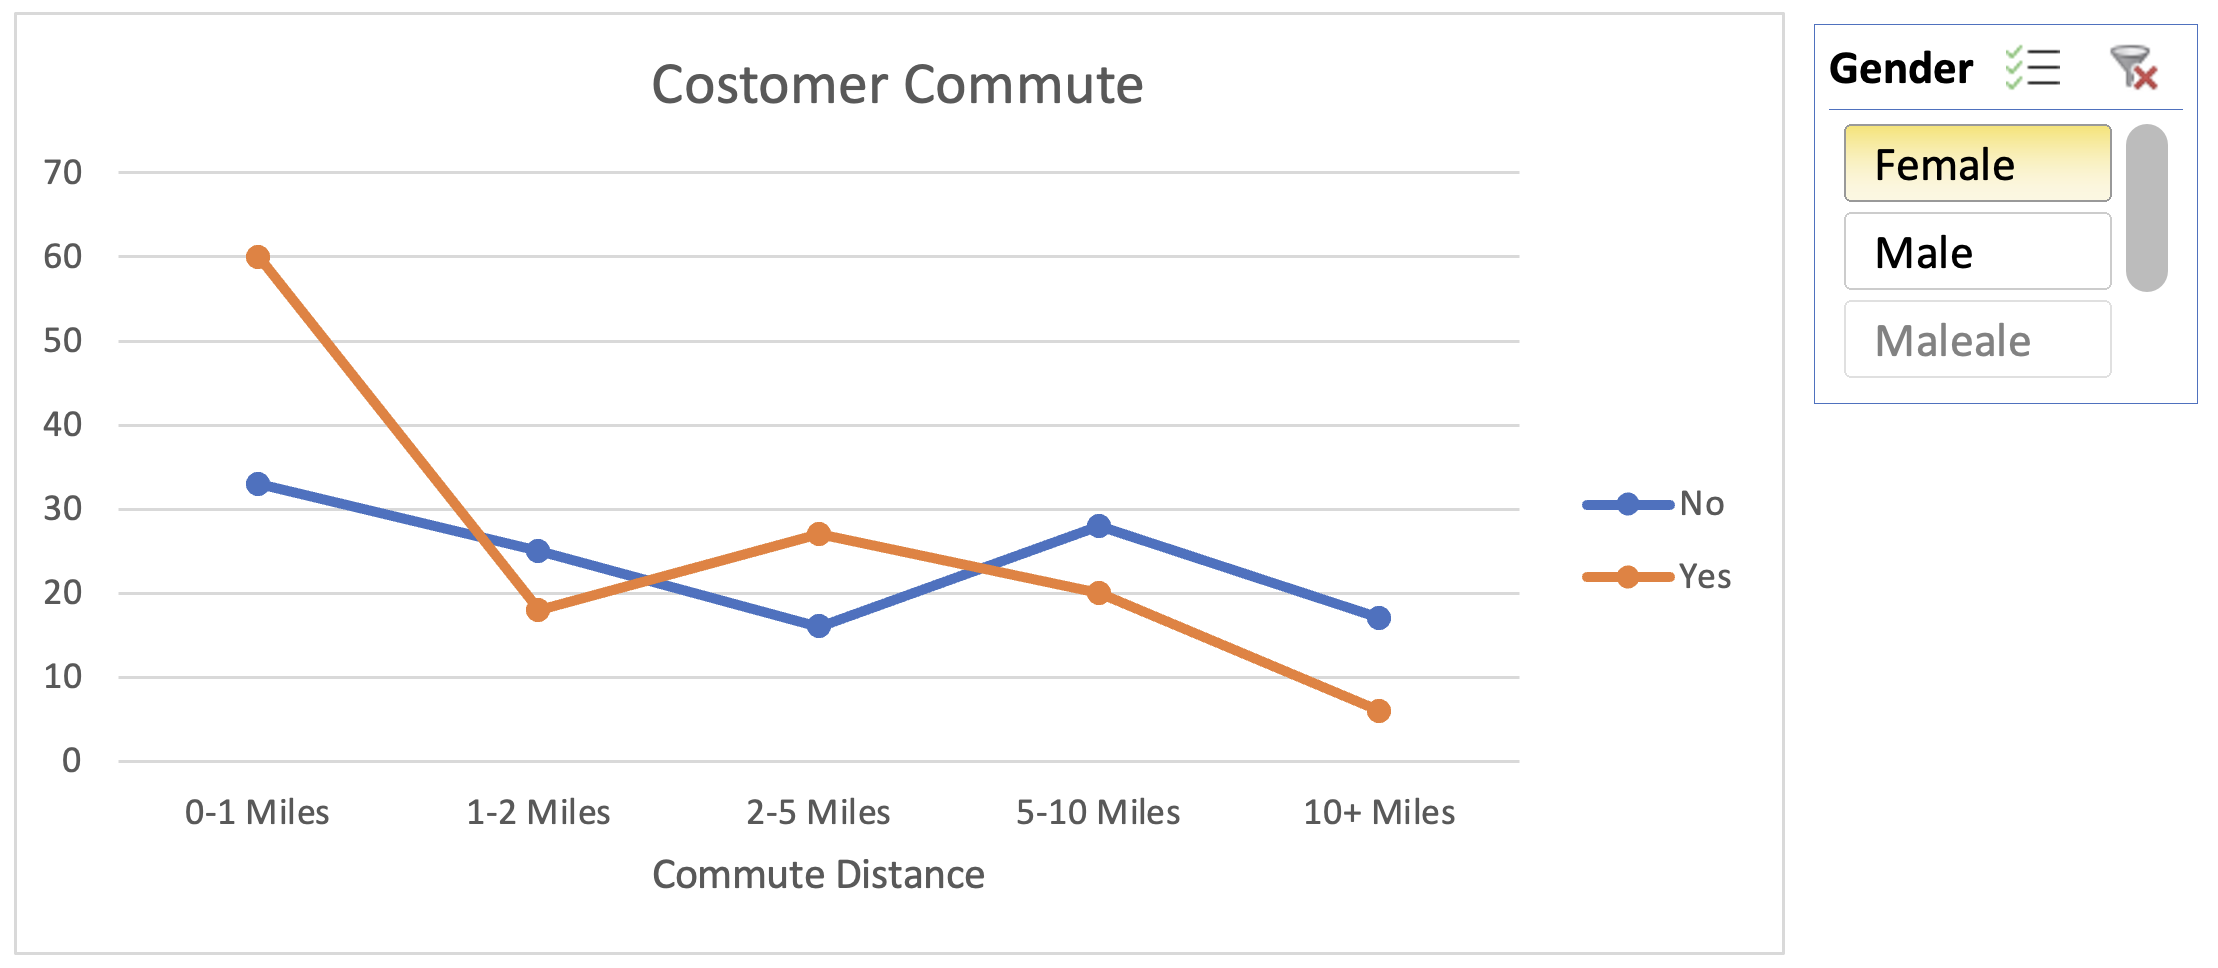 Costomer Commute
70
60
50
40
30
20
10
0
0-1 Miles 1-2 Miles 2-5 Miles 5-10 Miles 10+ Miles
Commute Distance
No
Yes
Gender
Female
Male
Maleale